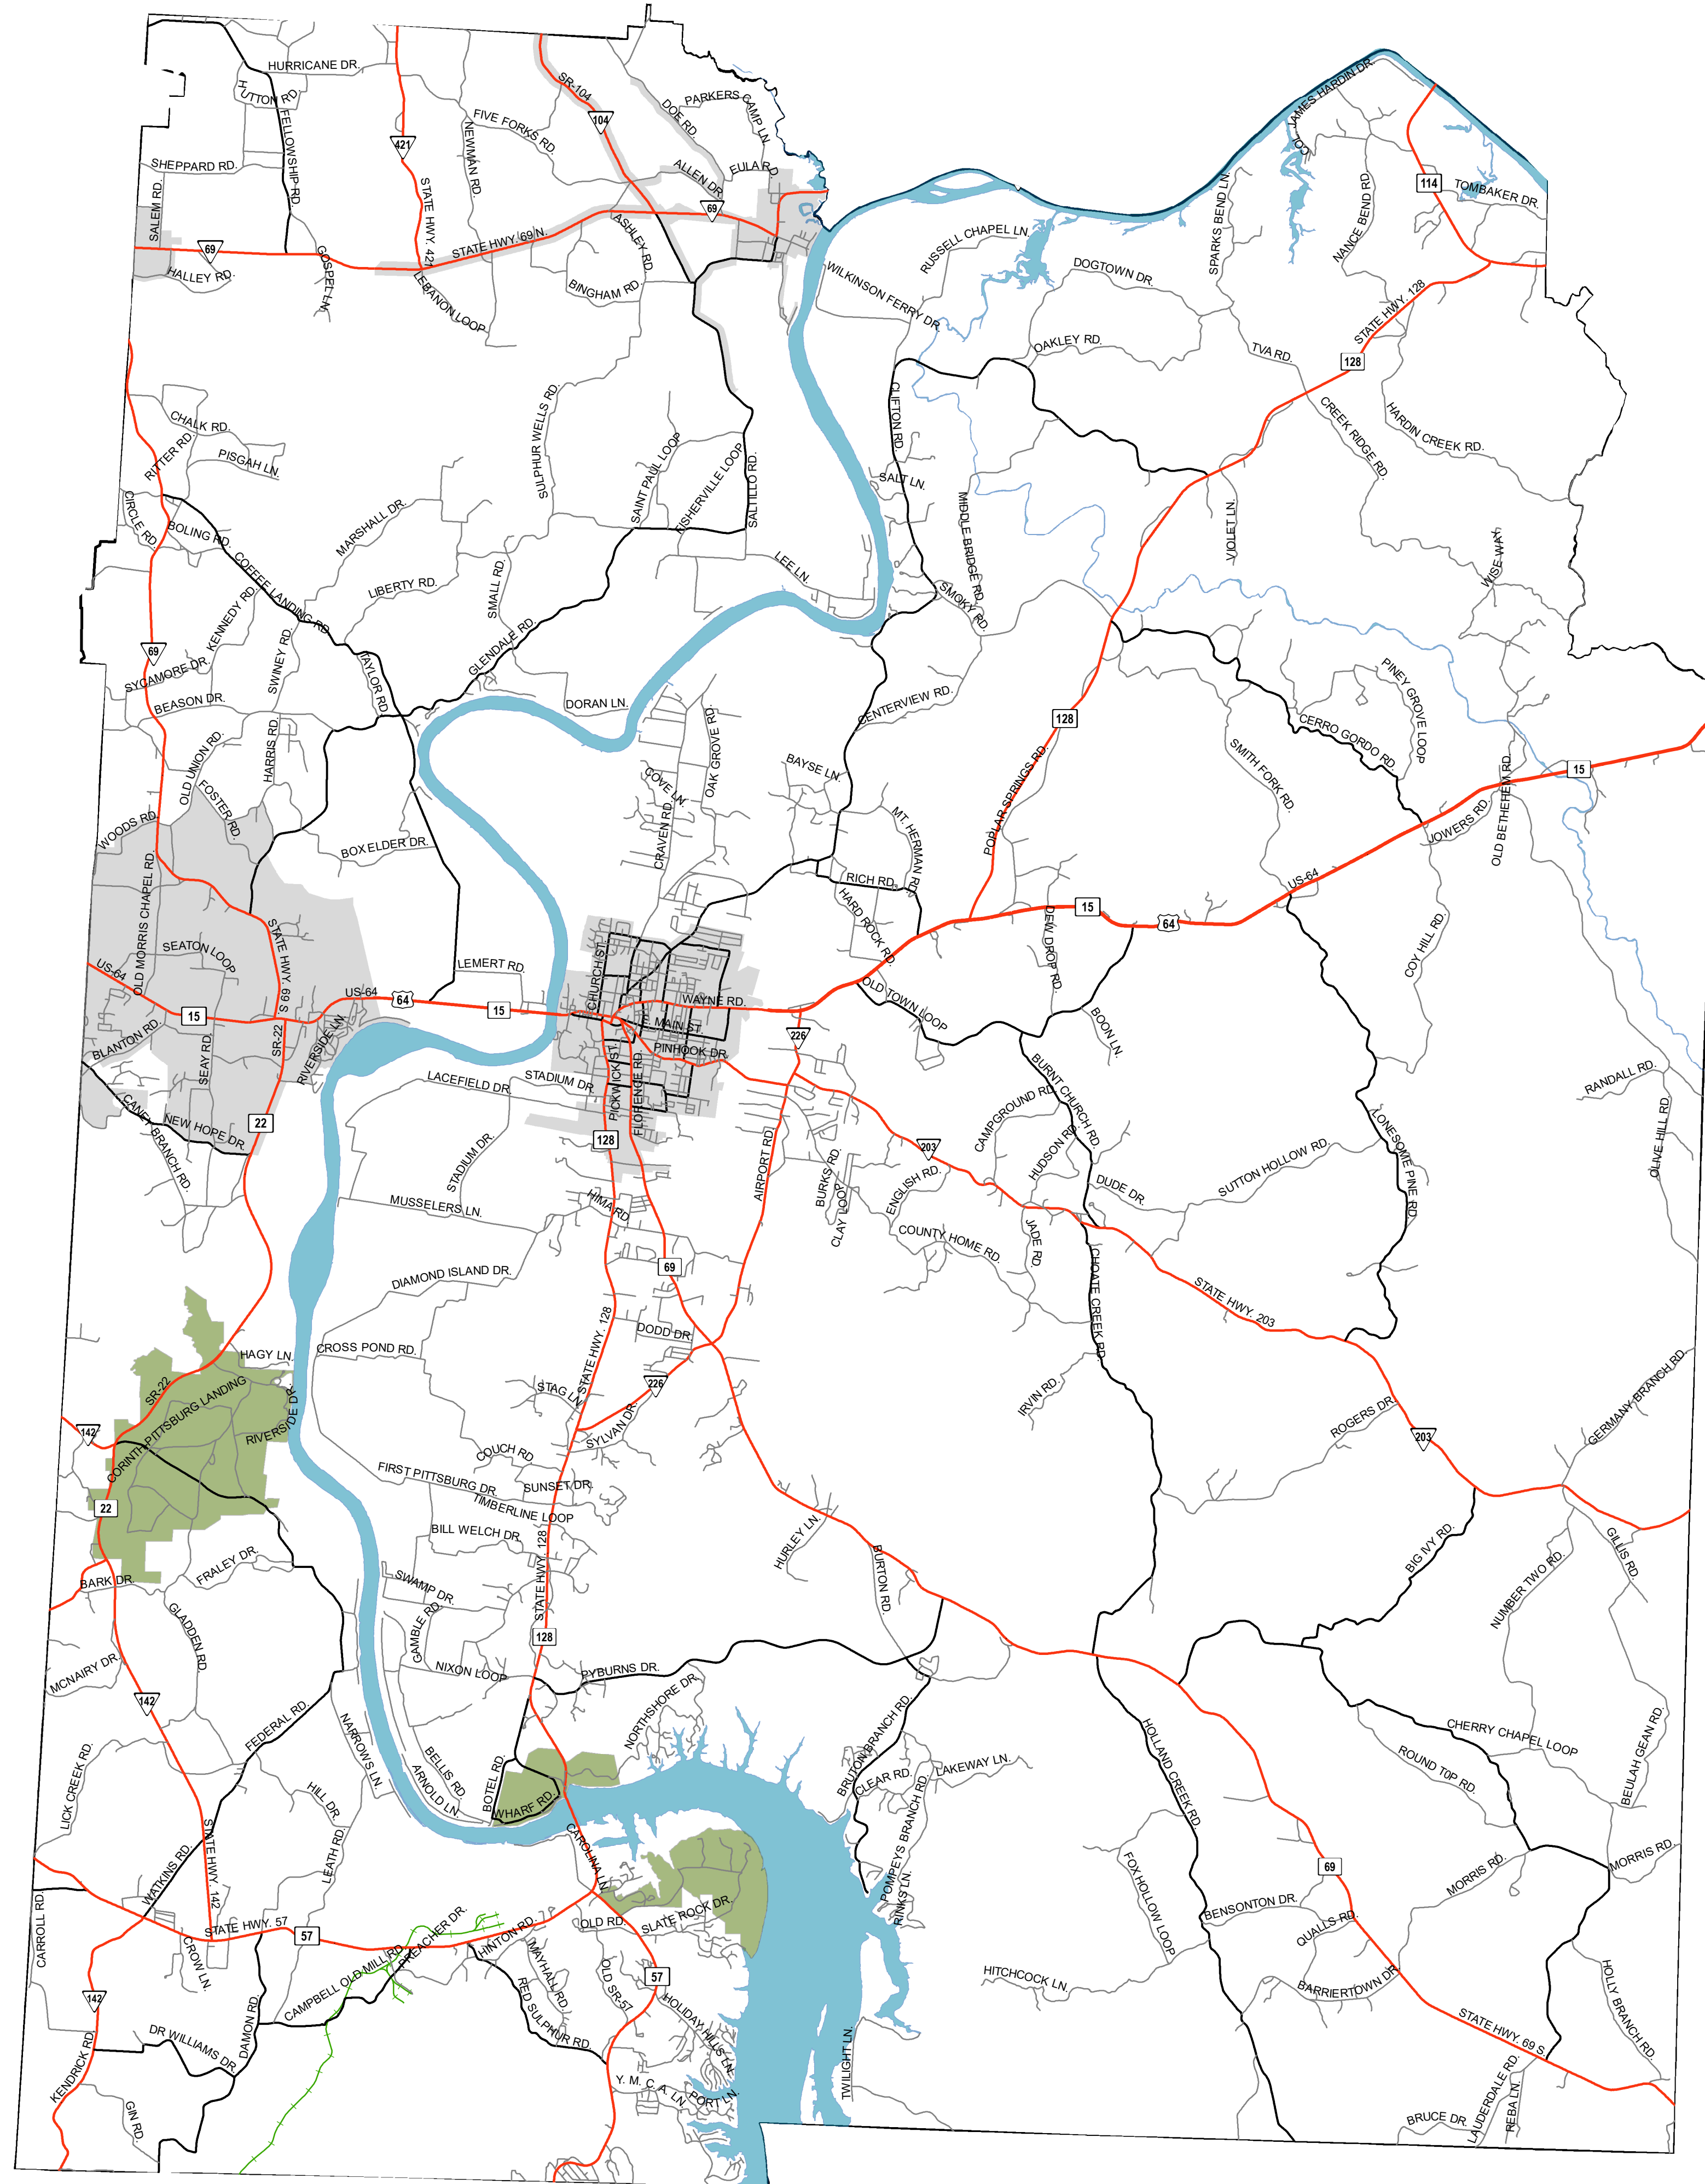 HURRICANE DR.
HUTTON RD.
SR-104
104
PARKERS CAMP LN.
DOE RD.
COL. JAMES HARDIN DR.
FIVE FORKS RD.
FELLOWSHIP RD.
NEWMAN RD.
421
SHEPPARD RD.
ALLEN DR.
EULA RD.
SALEM RD.
STATE HWY. 421
69
114
TOMBAKER DR.
SPARKS BEND LN.
NANCE BEND RD.
69
STATE HWY. 69 N.
ASHLEY RD.
RUSSELL CHAPEL LN.
HALLEY RD.
GOSPEL LN.
LEBANON LOOP
BINGHAM RD.
WILKINSON FERRY DR.
DOGTOWN DR.
STATE HWY. 128
128
OAKLEY RD.
TVA RD.
CHALK RD.
RITTER RD.
PISGAH LN.
SULPHUR WELLS RD.
SAINT PAUL LOOP
FISHERVILLE LOOP
SALTILLO RD.
CLIFTON RD.
SALT LN.
CREEK RIDGE RD.
HARDIN CREEK RD.
CIRCLE RD.
BOLING RD.
MARSHALL DR.
MIDDLE BRIDGE RD.
VIOLET LN.
COFFEE LANDING RD.
LIBERTY RD.
SMALL RD.
LEE LN.
SMOKY RD.
WISE WAY
KENNEDY RD.
69
SYCAMORE DR.
SWINEY RD.
TAYLOR RD.
GLENDALE RD.
BEASON DR.
DORAN LN.
CENTERVIEW RD.
PINEY GROVE LOOP
CERRO GORDO RD.
128
OLD UNION RD.
HARRIS RD.
FOSTER RD.
COVE LN.
OAK GROVE RD.
BAYSE LN.
SMITH FORK RD.
15
POPLAR SPRINGS RD.
WOODS RD.
BOX ELDER DR.
CRAVEN RD.
MT. HERMAN RD.
JOWERS RD.
OLD BETHEHEM RD.
RICH RD.
US-64
15
64
OLD MORRIS CHAPEL RD.
STATE HWY. 69 S
SEATON LOOP
HARD ROCK RD.
DEW DROP RD.
COY HILL RD.
US-64
LEMERT RD.
CHURCH ST.
WAYNE RD.
OLD TOWN LOOP
US-64
64
15
15
E. MAIN ST.
226
BLANTON RD.
SEAY RD.
SR-22
RIVERSIDE LN.
PINHOOK DR.
BOON LN.
LACEFIELD DR.
STADIUM DR.
PICKWICK ST.
FLORENCE RD.
BURNT CHURCH RD.
RANDALL RD.
CANEY BRANCH RD.
NEW HOPE DR.
22
STADIUM DR.
128
AIRPORT RD.
BURKS RD.
CLAY LOOP
203
CAMPGROUND RD.
HUDSON RD.
LONESOME PINE RD.
OLIVE HILL RD.
ENGLISH RD.
DUDE DR.
SUTTON HOLLOW RD.
MUSSELERS LN.
HIMA RD.
COUNTY HOME RD.
JADE RD.
CHOATE CREEK RD.
DIAMOND ISLAND DR.
69
STATE HWY. 203
STATE HWY. 128
DODD DR.
HAGY LN.
CROSS POND RD.
SR-22
CORINTH PITTSBURG LANDING
RIVERSIDE DR.
STAG LN.
226
IRVIN RD.
GERMANY BRANCH RD.
142
SYLVAN DR.
ROGERS DR.
203
COUCH RD.
FIRST PITTSBURG DR.
SUNSET DR.
TIMBERLINE LOOP
22
BILL WELCH DR.
HURLEY LN.
BURTON RD.
BIG IVY RD.
NUMBER TWO RD.
GILLIS RD.
BARK DR.
FRALEY DR.
SWAMP DR.
STATE HWY. 128
GLADDEN RD.
GAMBLE RD.
128
MCNAIRY DR.
NIXON LOOP
PYBURNS DR.
142
FEDERAL RD.
NARROWS LN.
NORTHSHORE DR.
BRUTON BRANCH RD.
HOLLAND CREEK RD.
CHERRY CHAPEL LOOP
BEULAH GEAN RD.
LICK CREEK RD.
BELLIS RD.
ARNOLD LN.
BOTEL RD.
WHARF RD.
CLEAR RD.
LAKEWAY LN.
ROUND T0P RD.
HILL DR.
LEATH RD.
CAROLINA LN.
POMPEYS BRANCH RD.
RINKS LN.
FOX HOLLOW LOOP
69
MORRIS RD.
MORRIS RD.
WATKINS RD.
STATE HWY. 142
CARROLL RD.
STATE HWY. 57
57
PREACHER DR.
HINTON RD.
OLD RD.
SLATE ROCK DR.
BENSONTON DR.
QUALLS RD.
CROW LN.
CAMPBELL OLD MILL RD.
MAYHALL RD.
OLD SR-57
57
HITCHCOCK LN.
BARRIERTOWN DR.
HOLLY BRANCH RD.
142
RED SULPHUR RD.
HOLIDAY HILLS LN.
DAMON RD.
DR WILLIAMS DR.
STATE HWY. 69 S.
KENDRICK RD.
TWILIGHT LN.
Y. M. C. A. LN.
PORT LN.
GIN RD.
BRUCE DR.
LAUDERDALE RD.
REBA LN.